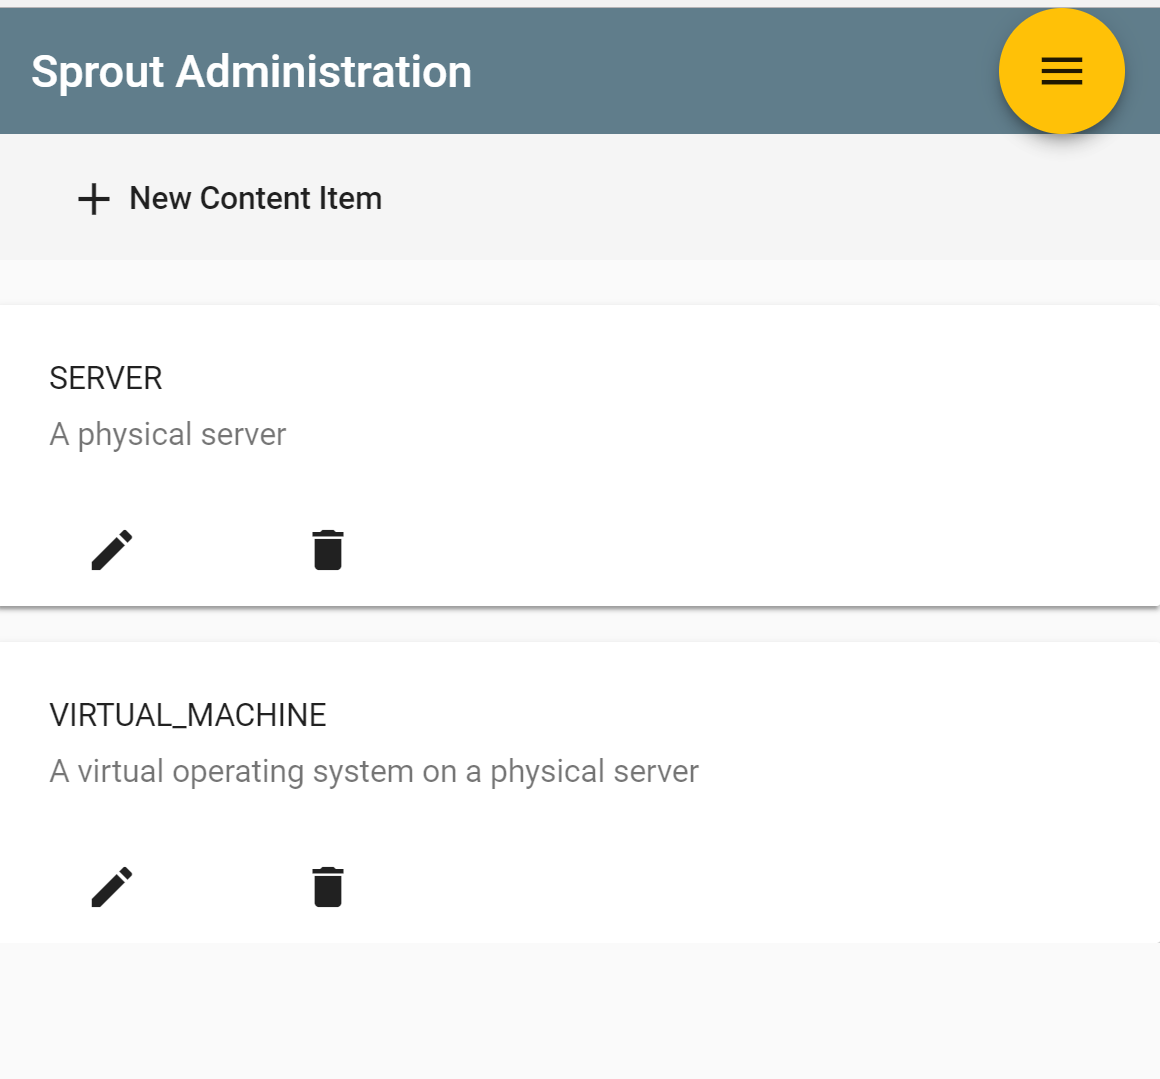 Sprout Administration
New Content Item
SERVER
A physical server
VIRTUAL_MACHINE
A virtual operating system on a physical server